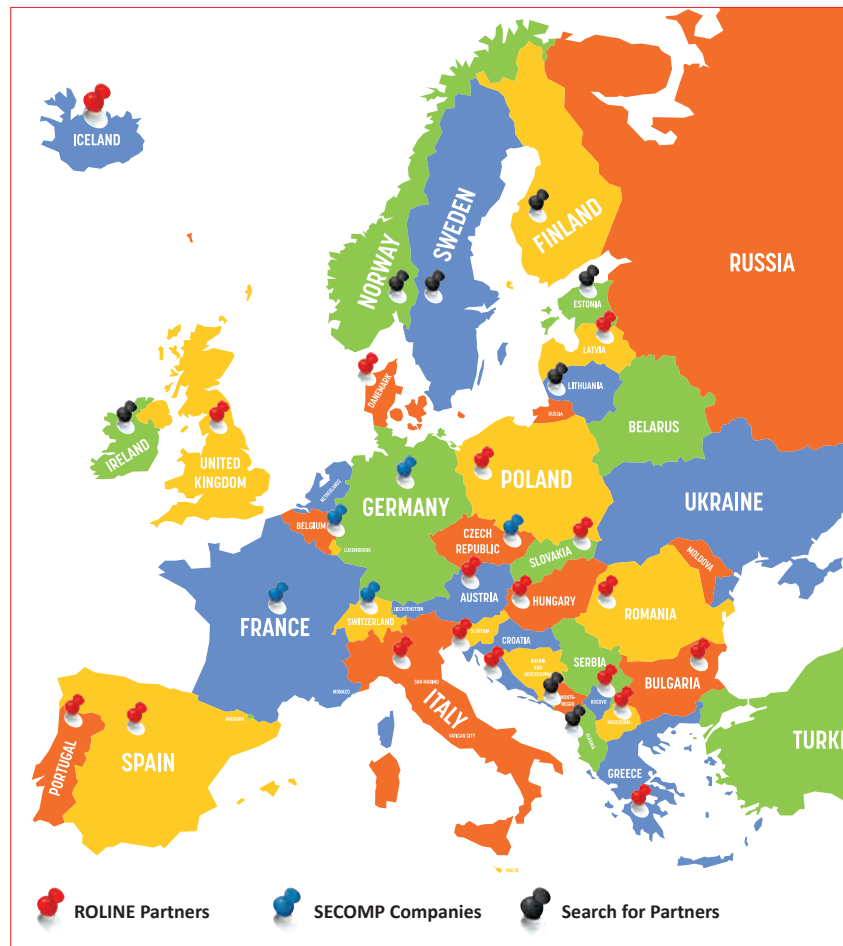 ICELAND
SWEDEN
FINLAND
NORWAY
RUSSIA
ESTONIA
LATVIA
DANEMARK
LITHUANIA
RUSSIA
BELARUS
IRELAND
UNITED
KINGDOM
NETHERLANDS
POLAND
GERMANY
UKRAINE
BELGIUM
CZECH
REPUBLIC
LUXEMBOURG
SLOVAKIA
MOLDOVA
AUSTRIA
HUNGARY
ROMANIA
LIECHTENSTEIN
SWITZERLAND
FRANCE
SLOVENIA
CROATIA
BOSNIA
AND
HERZEGOVINA
SERBIA
SAN MARINO
BULGARIA
MONACO
MONTE-
NEGRO
KOSOVO
ITALY
ANDORRA
MACEDONIA
VATICAN CITY
ALBANIA
TURK
PORTUGAL
SPAIN
GREECE
MALTA
ROLINE Partners
SECOMP Companies
Search for Partners